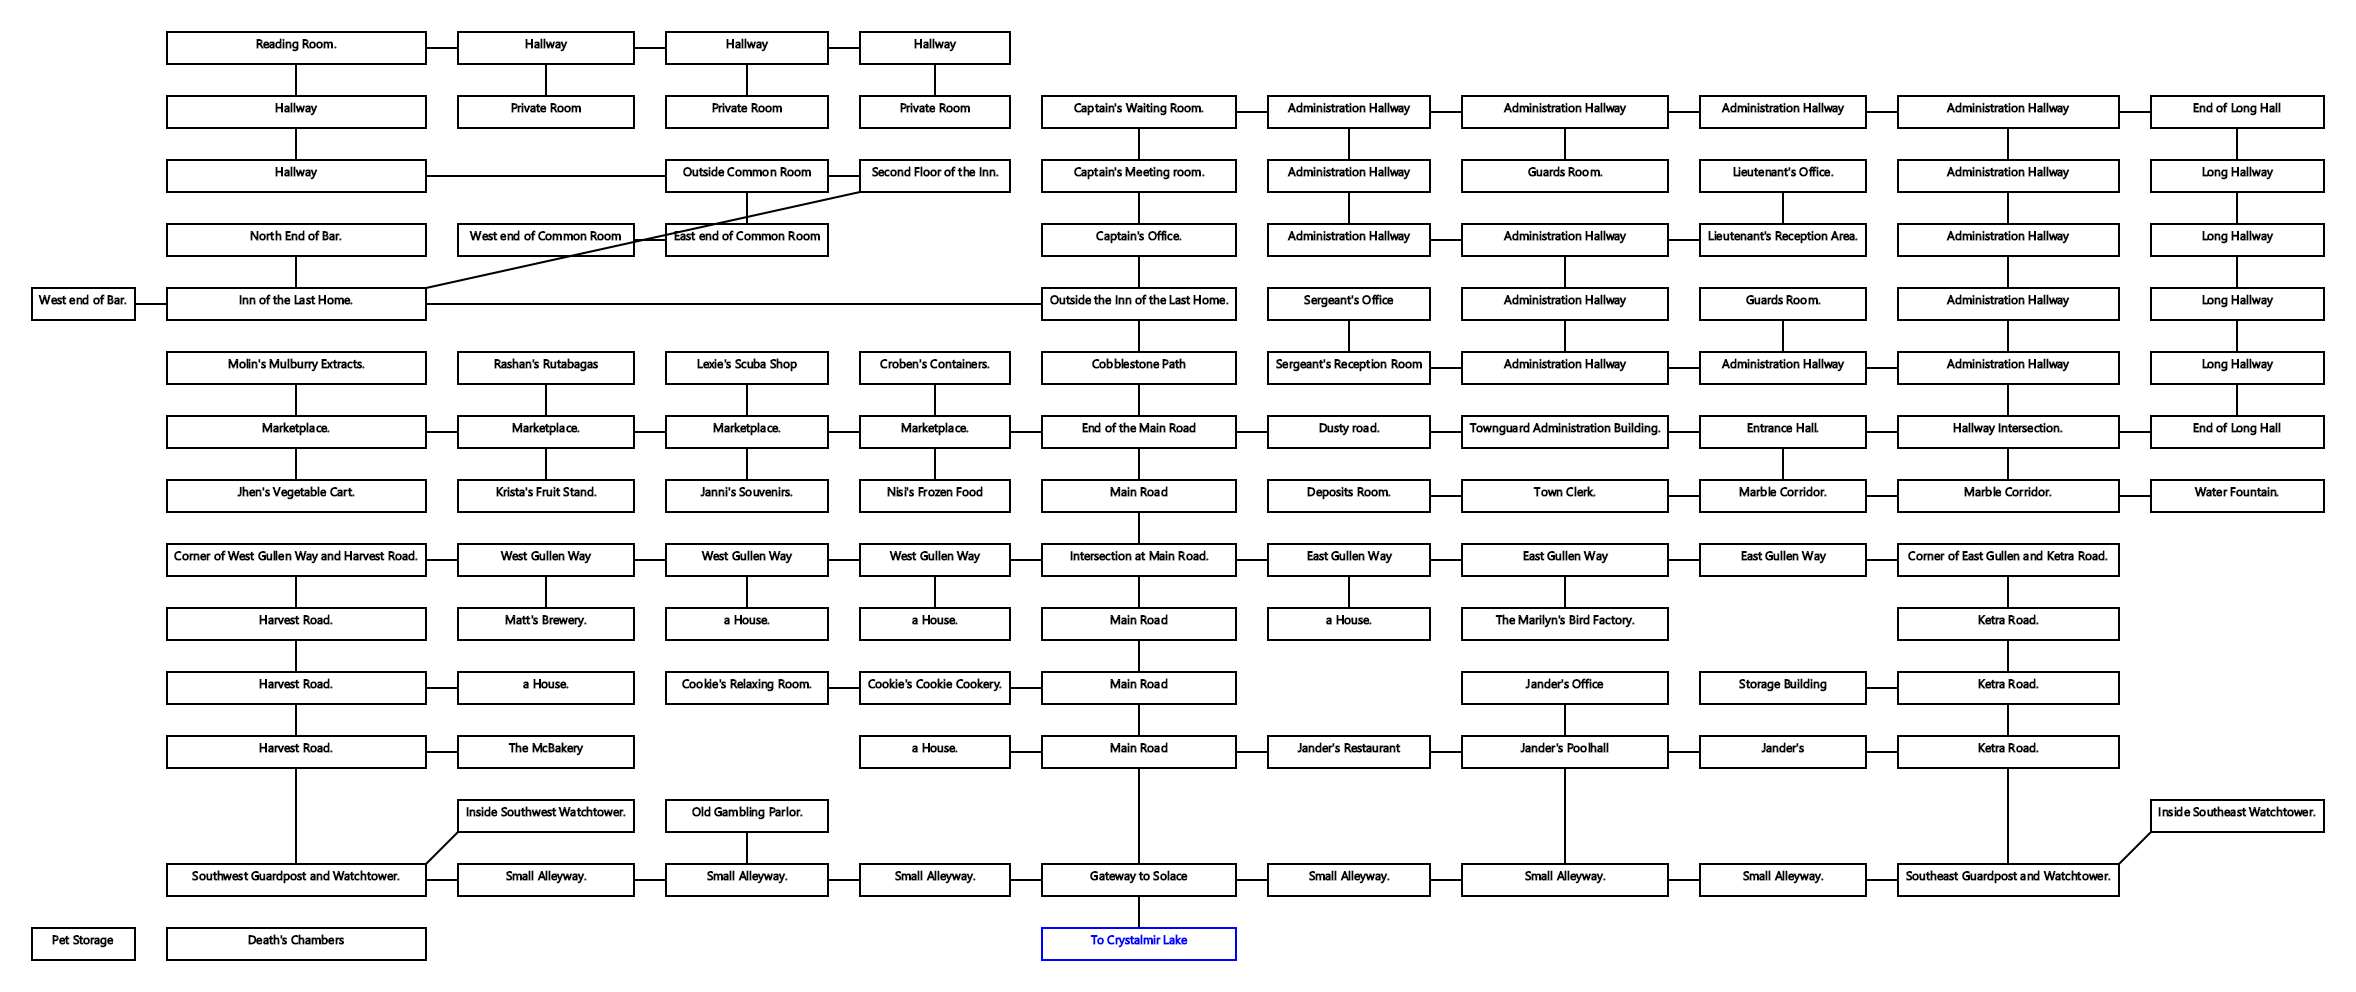 Reading Room.
Hallway
Hallway
Hallway
Hallway
Private Room
Private Room
Private Room
Captain's Waiting Room.
Administration Hallway
Administration Hallway
Administration Hallway
Administration Hallway
End of Long Hall
Hallway
Outside Common Room
Second Floor of the Inn.
Captain's Meeting room.
Administration Hallway
Guards Room.
Lieutenant's Office.
Administration Hallway
Long Hallway
North End of Bar.
West end of Common Room
East end of Common Room
Captain's Office.
Administration Hallway
Administration Hallway
Lieutenant's Reception Area.
Administration Hallway
Long Hallway
West end of Bar.
Inn of the Last Home.
Outside the Inn of the Last Home.
Sergeant's Office
Administration Hallway
Guards Room.
Administration Hallway
Long Hallway
Molin's Mulburry Extracts.
Rashan's Rutabagas
Lexie's Scuba Shop
Croben's Containers.
Cobblestone Path
Sergeant's Reception Room
Administration Hallway
Administration Hallway
Administration Hallway
Long Hallway
Marketplace.
Marketplace.
Marketplace.
Marketplace.
End of the Main Road
Dusty road.
Townguard Administration Building.
Entrance Hall.
Hallway Intersection.
End of Long Hall
Jhen's Vegetable Cart.
Krista's Fruit Stand.
Janni's Souvenirs.
Nisi's Frozen Food
Main Road
Deposits Room.
Town Clerk.
Marble Corridor.
Marble Corridor.
Water Fountain.
Corner of West Gullen Way and Harvest Road.
West Gullen Way
West Gullen Way
West Gullen Way
Intersection at Main Road.
East Gullen Way
East Gullen Way
East Gullen Way
Corner of East Gullen and Ketra Road.
Harvest Road.
Matt's Brewery.
a House.
a House.
Main Road
a House.
The Marilyn's Bird Factory.
Ketra Road.
Harvest Road.
a House.
Cookie's Relaxing Room.
Cookie's Cookie Cookery.
Main Road
Jander's Office
Storage Building
Ketra Road.
Harvest Road.
The McBakery
a House.
Main Road
Jander's Restaurant
Jander's Poolhall
Jander's
Ketra Road.
Inside Southwest Watchtower.
Old Gambling Parlor.
Inside Southeast Watchtower.
Southwest Guardpost and Watchtower.
Small Alleyway.
Small Alleyway.
Small Alleyway.
Gateway to Solace
Small Alleyway.
Small Alleyway.
Small Alleyway.
Southeast Guardpost and Watchtower.
Pet Storage
Death's Chambers
To Crystalmir Lake